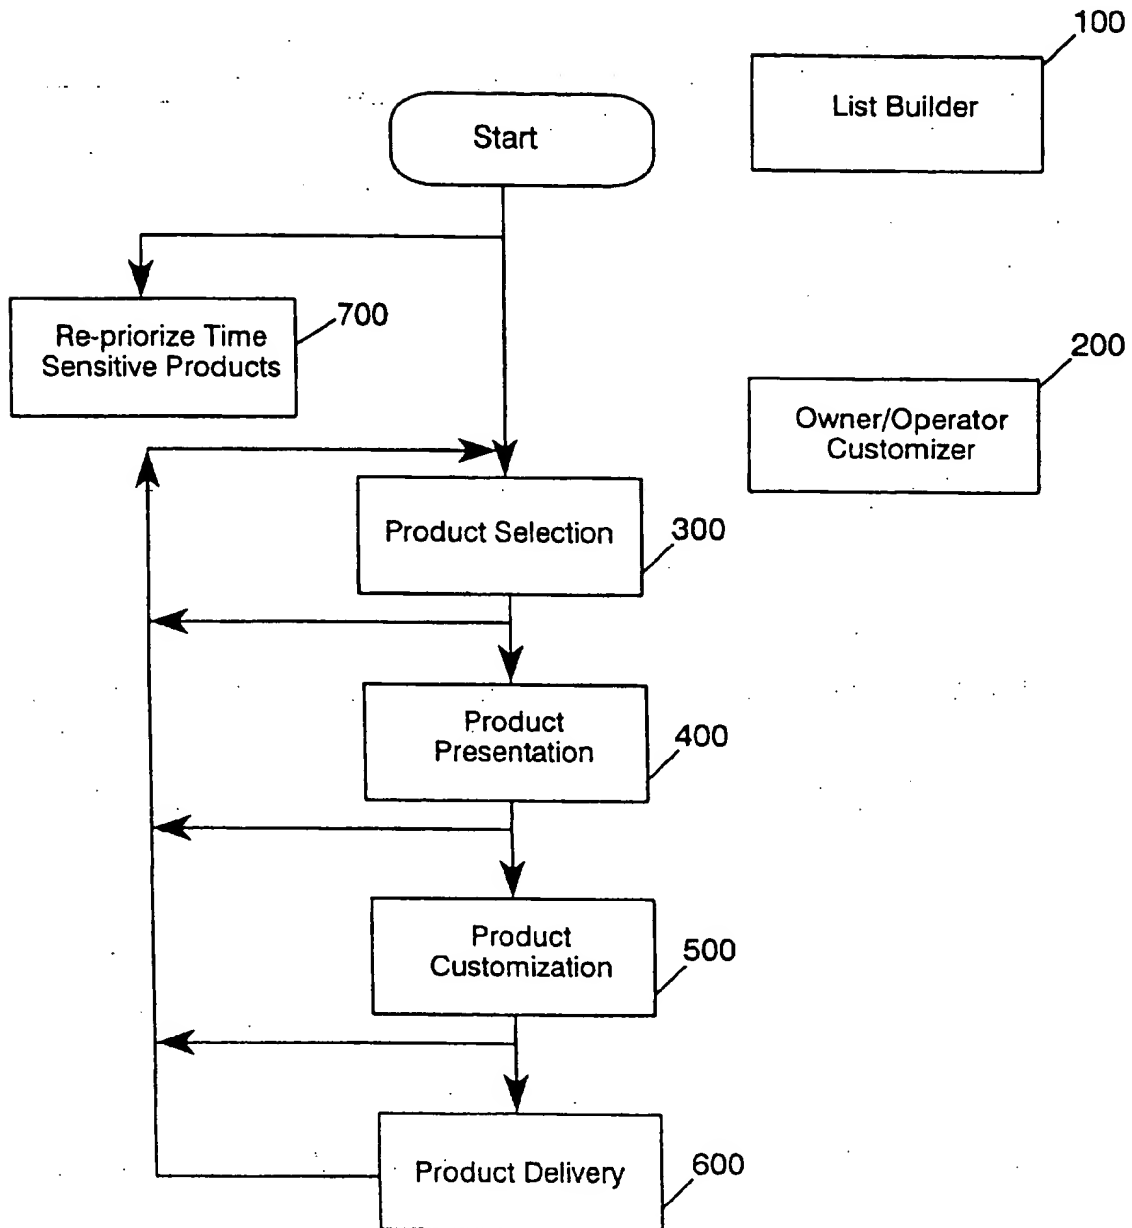 100
List Builder
Start
700
Re-priorize Time
Sensitive Products
200
Owner/Operator
Customizer
Product Selection
300
Product
Presentation
400
Product
Customization
500
Product Delivery
600